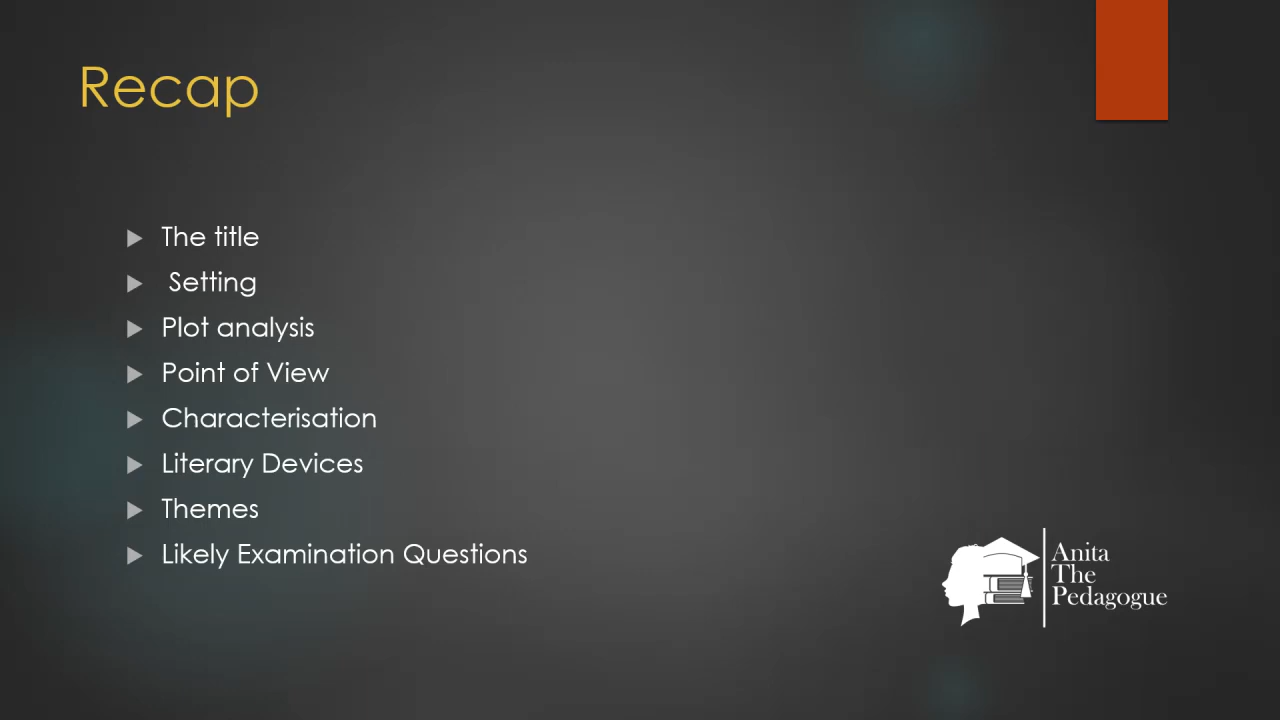 Recap
The title
Setting
Plot analysis
Point of View
Characterisation
Literary Devices
Themes
Likely Examination Questions
Anita
The
Pedagogue